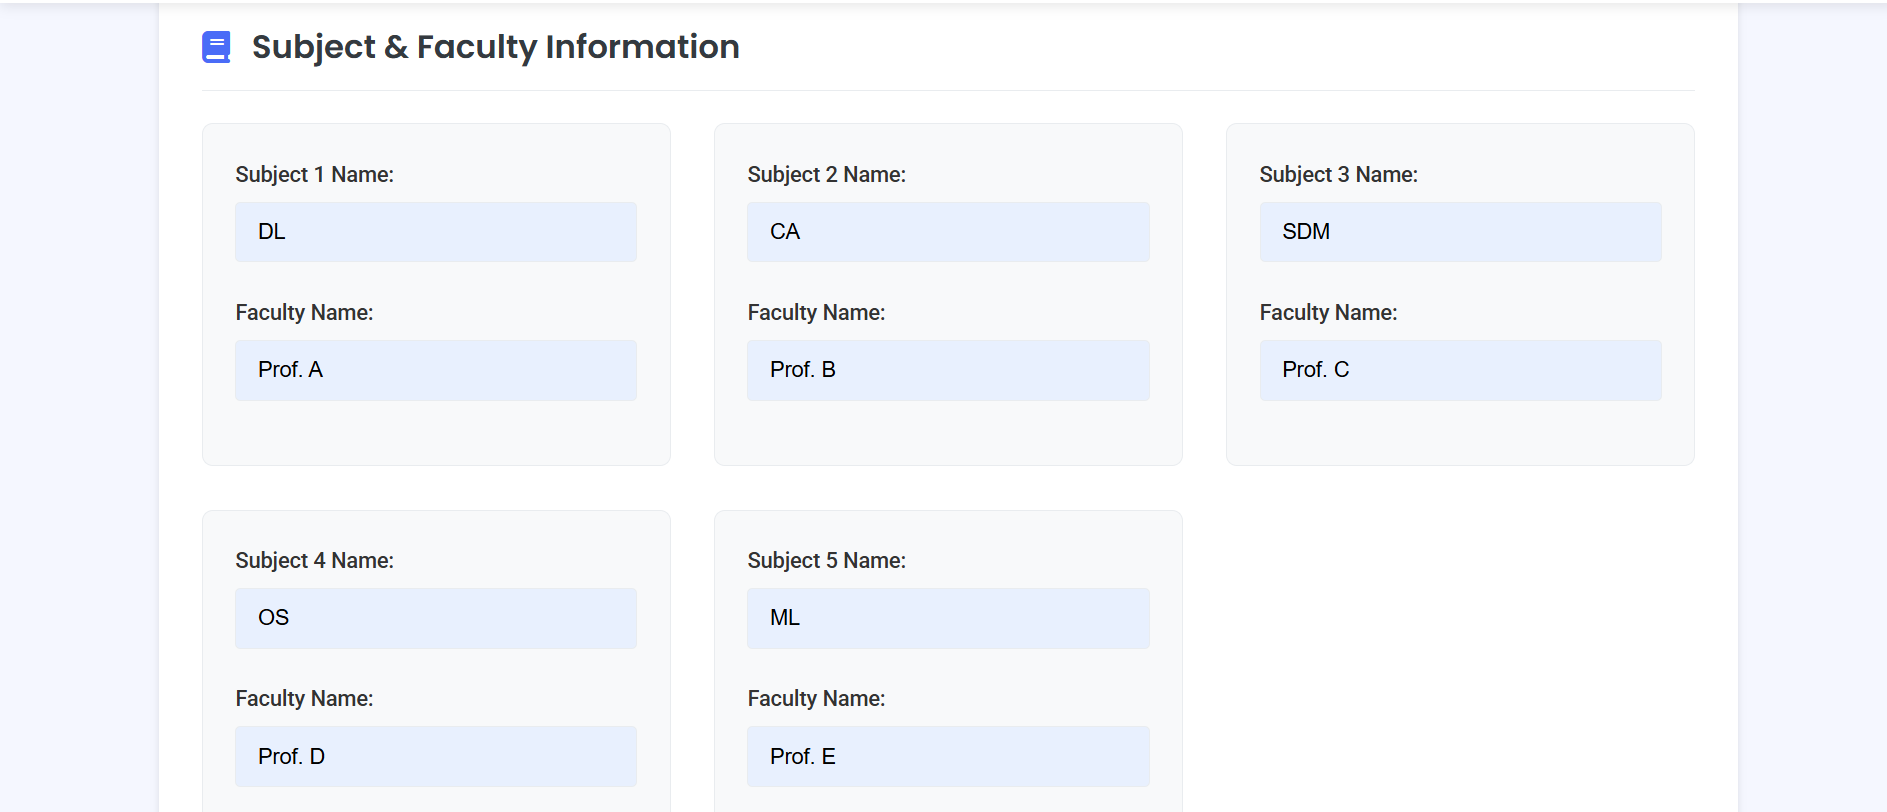 Subject & Faculty Information
Subject 1 Name:
DL
Faculty Name:
Prof. A
Subject 2 Name:
CA
Faculty Name:
Prof. B
Subject 3 Name:
SDM
Faculty Name:
Prof. C
Subject 4 Name:
OS
Faculty Name:
Prof. D
Subject 5 Name:
ML
Faculty Name:
Prof. E